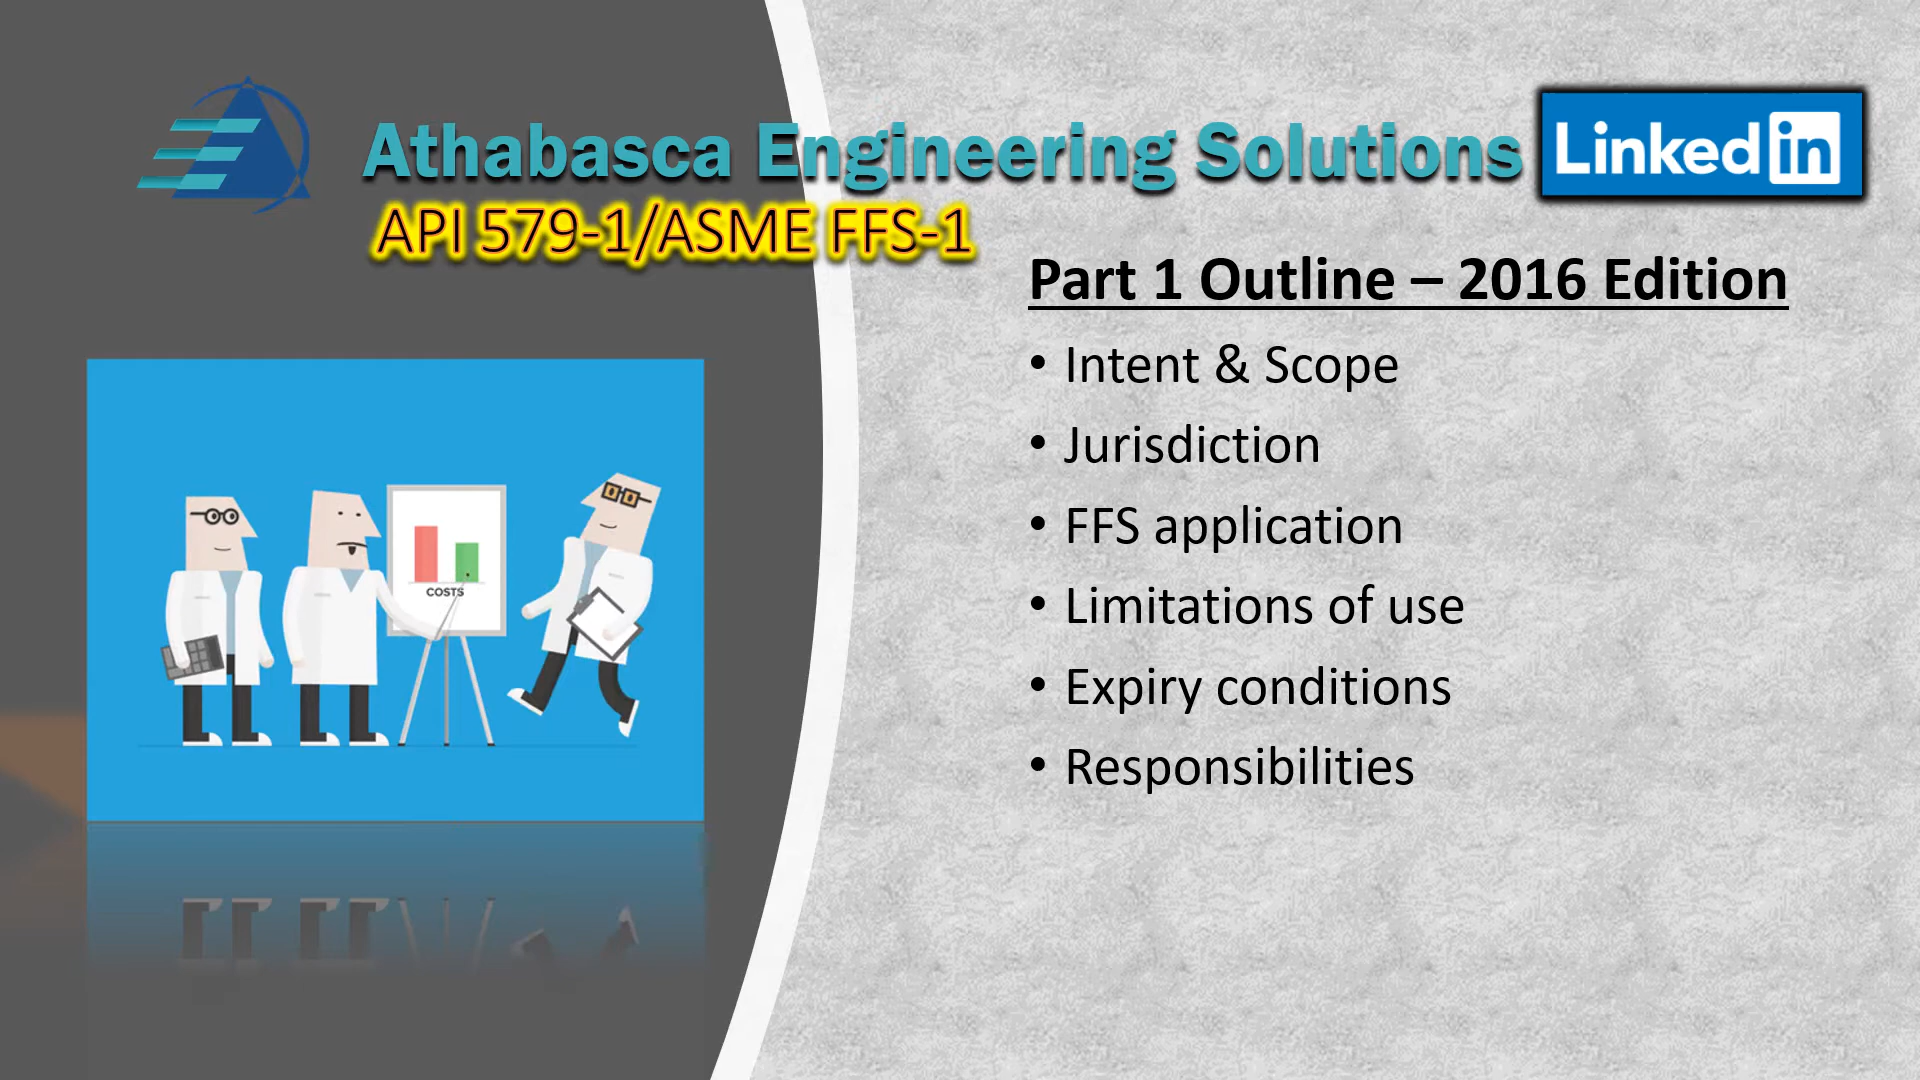 Athabasca Engineering Solutions
LinkedIn
API 579-1/ASME FFS-1
Part 1 Outline – 2016 Edition
• Intent & Scope
• Jurisdiction
• FFS application
• Limitations of use
• Expiry conditions
• Responsibilities
COSTS